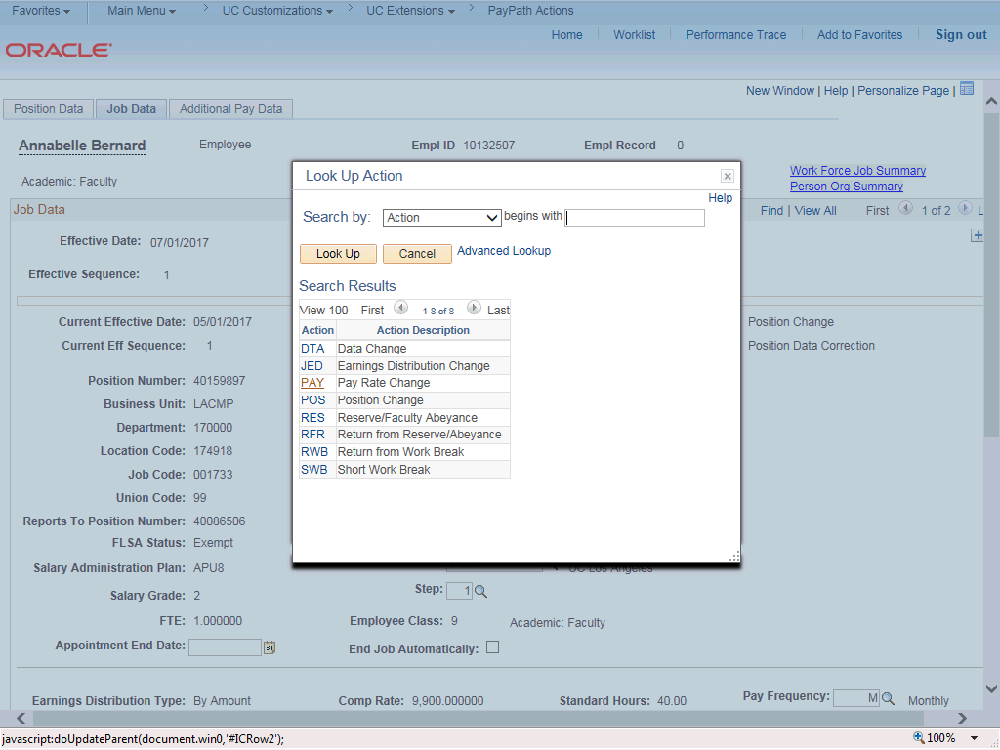 Favorites Main Menu > UC Customizations > UC Extensions > PayPath Actions
Home Worklist Performance Trace Add to Favorites Sign out
ORACLE
New Window | Help | Personalize Page |
Position Data Job Data Additional Pay Data
Annabelle Bernard Employee Empl ID 10132507 Empl Record 0
Academic: Faculty
Work Force Job Summary
Person Org Summary
Job Data Find | View All First 1 of 2 L
Effective Date: 07/01/2017
Effective Sequence: 1
Current Effective Date: 05/01/2017 Position Change
Current Eff Sequence: 1 Position Data Correction
Position Number: 40159897
Business Unit: LACMP
Department: 170000
Location Code: 174918
Job Code: 001733
Union Code: 99
Reports To Position Number: 40086506
FLSA Status: Exempt
Salary Administration Plan: APU8 UC Los Angeles
Salary Grade: 2 Step: 1
FTE: 1.000000 Employee Class: 9 Academic: Faculty
Appointment End Date: 31 End Job Automatically:
Earnings Distribution Type: By Amount Comp Rate: 9,900.000000 Standard Hours: 40.00 Pay Frequency: M Monthly
Look Up Action
Help
Search by: Action begins with
Look Up Cancel Advanced Lookup
Search Results
View 100 First 1-8 of 8 Last
Action Action Description
DTA Data Change
JED Earnings Distribution Change
PAY Pay Rate Change
POS Position Change
RES Reserve/Faculty Abeyance
RFR Return from Reserve/Abeyance
RWB Return from Work Break
SWB Short Work Break
javascript:doUpdateParent(document.win0,'#ICRow2'); 100%